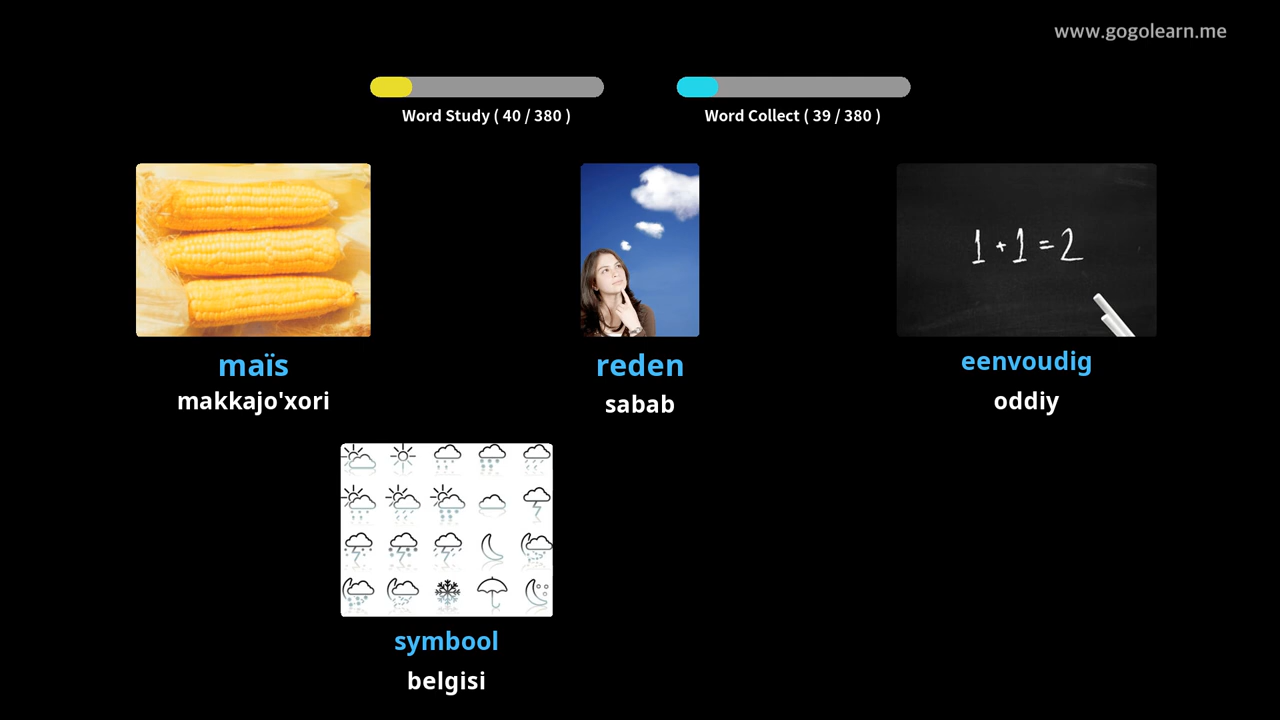 www.gogolearn.me
Word Study ( 40 / 380 )
Word Collect ( 39 / 380 )
1 + 1 = 2
maïs
reden
eenvoudig
makkajo'xori
sabab
oddiy
symbool
belgisi